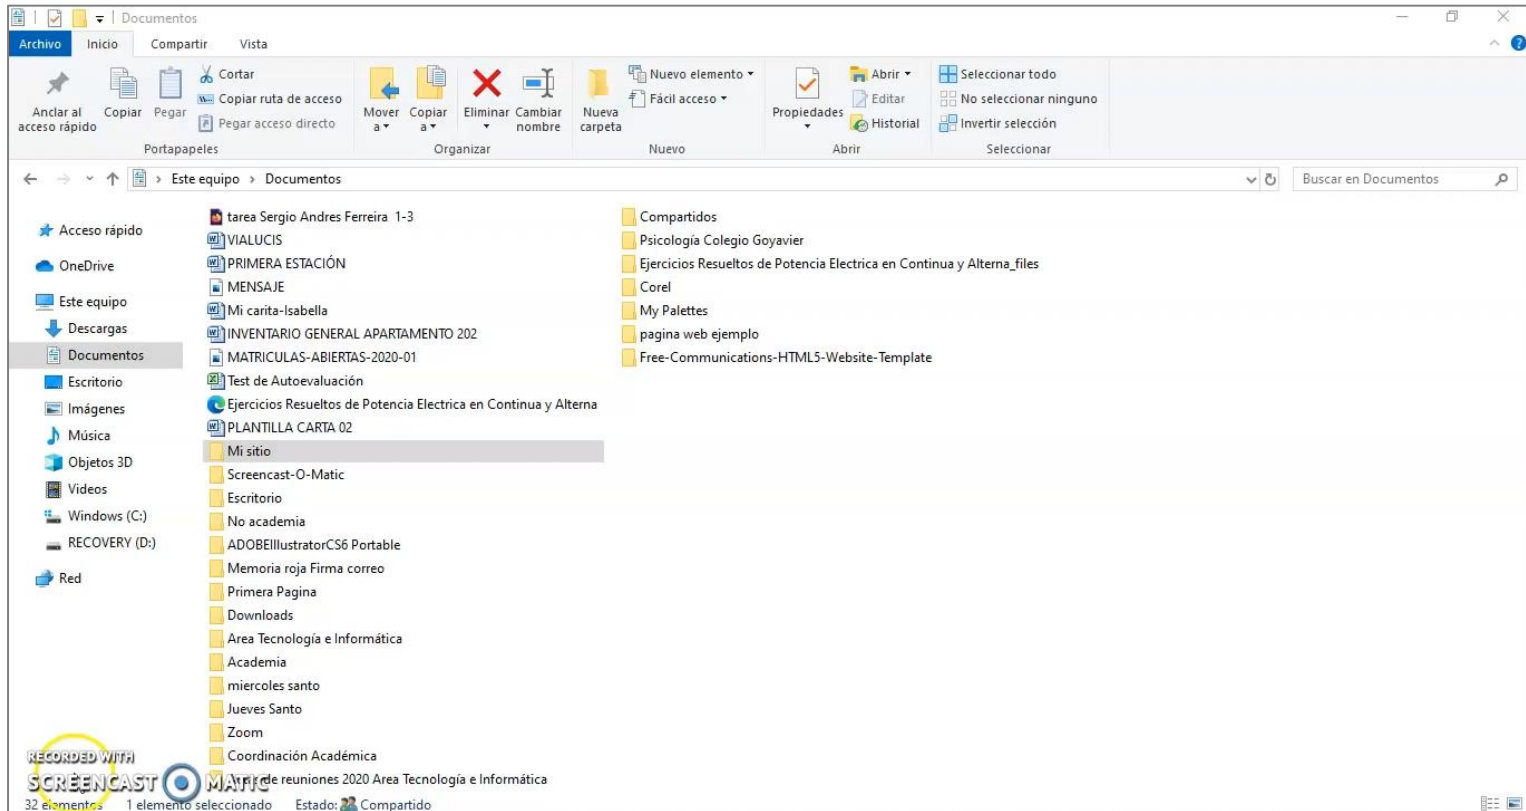 Documentos
Archivo Inicio Compartir Vista
Anclar al acceso rápido
Copiar
Pegar
Cortar
Copiar ruta de acceso
Pegar acceso directo
Portapapeles
Mover a
Copiar a
Eliminar
Cambiar nombre
Organizar
Nueva carpeta
Nuevo elemento
Fácil acceso
Nuevo
Propiedades
Abrir
Editar
Historial
Abrir
Seleccionar todo
No seleccionar ninguno
Invertir selección
Seleccionar
Este equipo > Documentos
Buscar en Documentos
Acceso rápido
OneDrive
Este equipo
Descargas
Documentos
Escritorio
Imágenes
Música
Objetos 3D
Videos
Windows (C:)
RECOVERY (D:)
Red
tarea Sergio Andres Ferreira 1-3
VIALUCIS
PRIMERA ESTACIÓN
MENSAJE
Mi carita-Isabella
INVENTARIO GENERAL APARTAMENTO 202
MATRICULAS-ABIERTAS-2020-01
Test de Autoevaluación
Ejercicios Resueltos de Potencia Electrica en Continua y Alterna
PLANTILLA CARTA 02
Mi sitio
Screencast-O-Matic
Escritorio
No academia
ADOBEIllustratorCS6 Portable
Memoria roja Firma correo
Primera Pagina
Downloads
Area Tecnología e Informática
Academia
miercoles santo
Jueves Santo
Zoom
Coordinación Académica
de reuniones 2020 Area Tecnología e Informática
Compartidos
Psicología Colegio Goyavier
Ejercicios Resueltos de Potencia Electrica en Continua y Alterna_files
Corel
My Palettes
pagina web ejemplo
Free-Communications-HTML5-Website-Template
RECORDED WITH
SCREENCAST O MATIC
32 elementos 1 elemento seleccionado Estado: Compartido